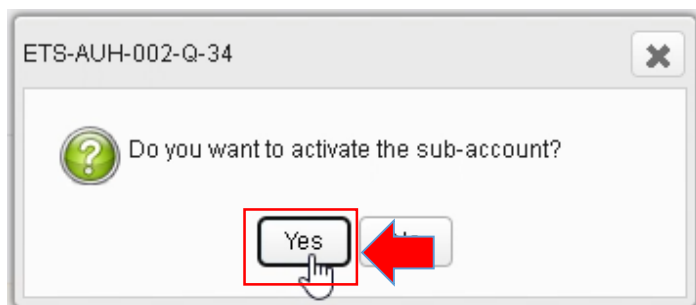 ETS-AUH-002-Q-34
Do you want to activate the sub-account?
Yes